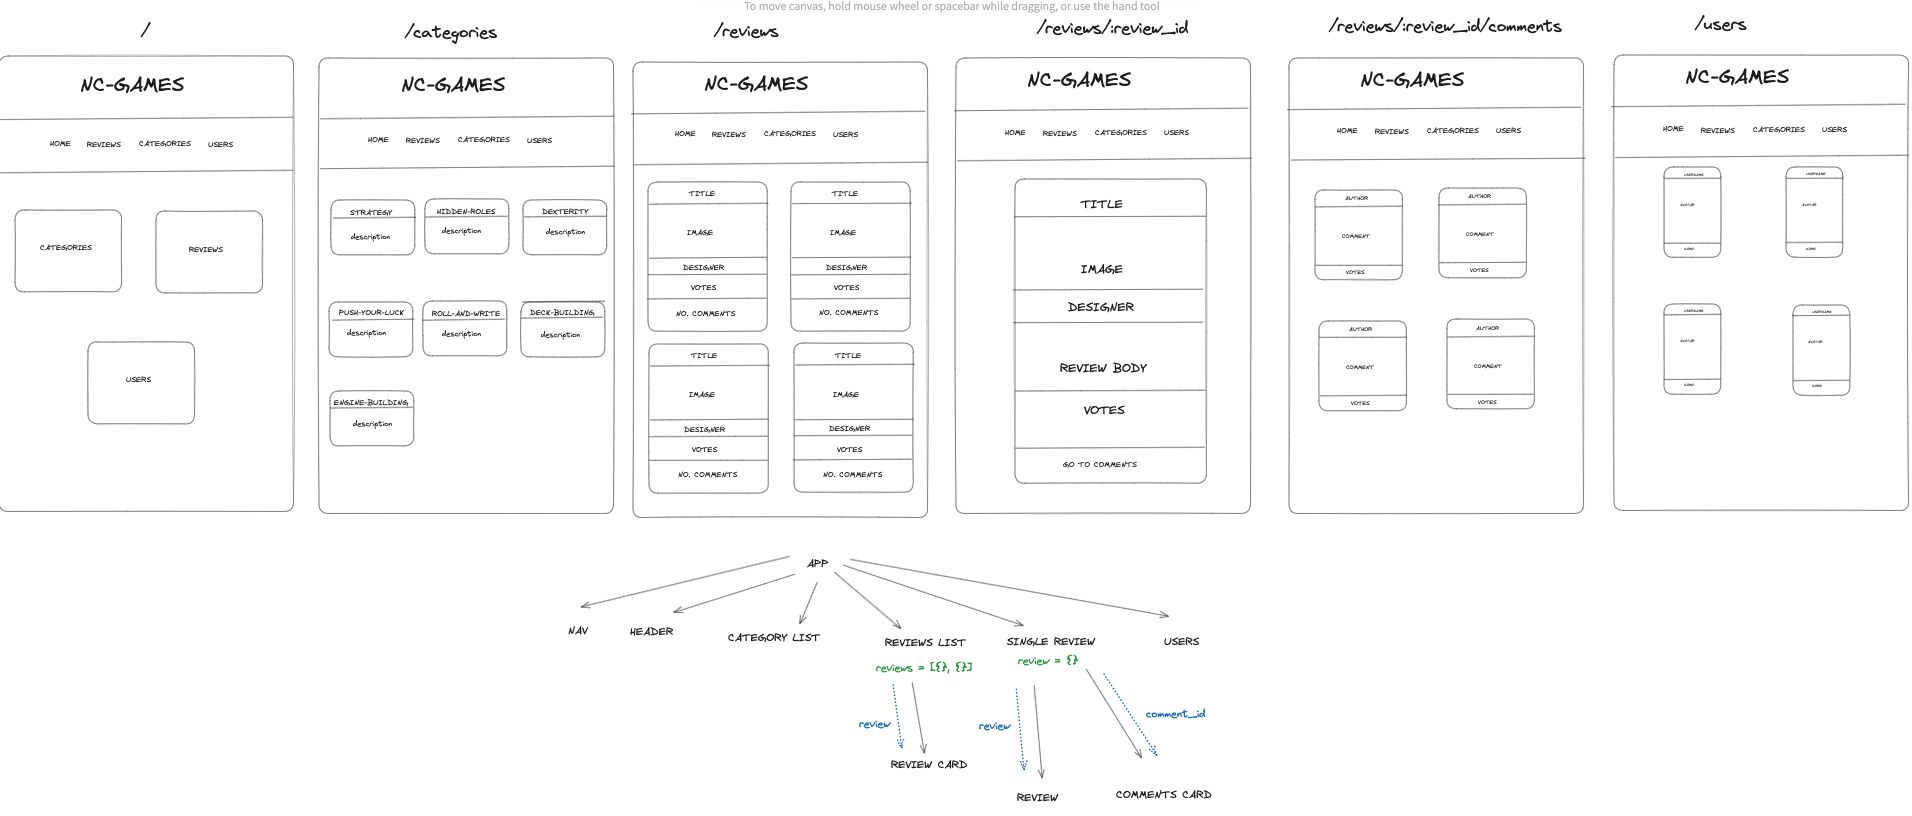 To move canvas, hold mouse wheel or spacebar while dragging, or use the hand tool
/
NC-GAMES
HOME REVIEWS CATEGORIES USERS
CATEGORIES
REVIEWS
USERS
/categories
NC-GAMES
HOME REVIEWS CATEGORIES USERS
STRATEGY
description
HIDDEN-ROLES
description
DEXTERITY
description
PUSH-YOUR-LUCK
description
ROLL-AND-WRITE
description
DECK-BUILDING
description
ENGINE-BUILDING
description
/reviews
NC-GAMES
HOME REVIEWS CATEGORIES USERS
TITLE
IMAGE
DESIGNER
VOTES
NO. COMMENTS
TITLE
IMAGE
DESIGNER
VOTES
NO. COMMENTS
TITLE
IMAGE
DESIGNER
VOTES
NO. COMMENTS
TITLE
IMAGE
DESIGNER
VOTES
NO. COMMENTS
/reviews/:review_id
NC-GAMES
HOME REVIEWS CATEGORIES USERS
TITLE
IMAGE
DESIGNER
REVIEW BODY
VOTES
GO TO COMMENTS
/reviews/:review_id/comments
NC-GAMES
HOME REVIEWS CATEGORIES USERS
AUTHOR
COMMENT
VOTES
AUTHOR
COMMENT
VOTES
AUTHOR
COMMENT
VOTES
AUTHOR
COMMENT
VOTES
/users
NC-GAMES
HOME REVIEWS CATEGORIES USERS
USERNAME
AVATAR
USERNAME
AVATAR
USERNAME
AVATAR
USERNAME
AVATAR
APP
NAV
HEADER
CATEGORY LIST
REVIEWS LIST
reviews = [{}, {}]
review
REVIEW CARD
SINGLE REVIEW
review = {}
review
comment_id
REVIEW
COMMENTS CARD
USERS